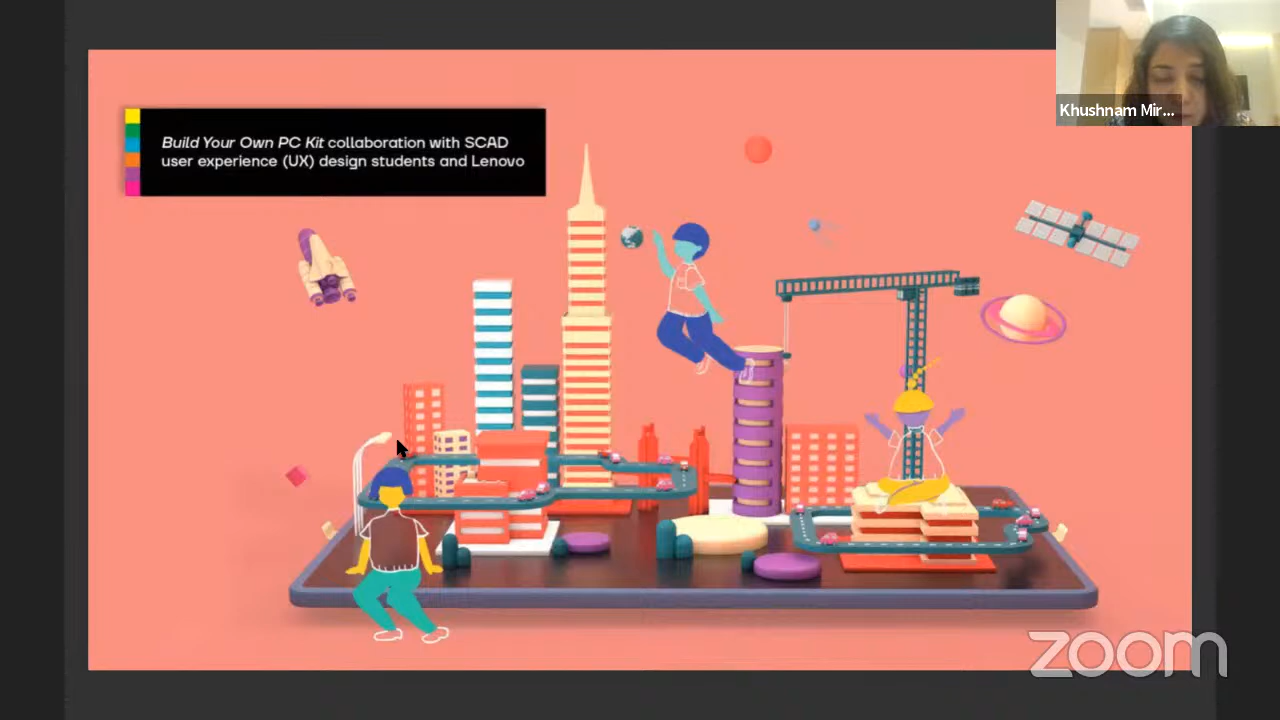 Khushnam Mir...
Build Your Own PC Kit collaboration with SCAD
user experience (UX) design students and Lenovo
zoom